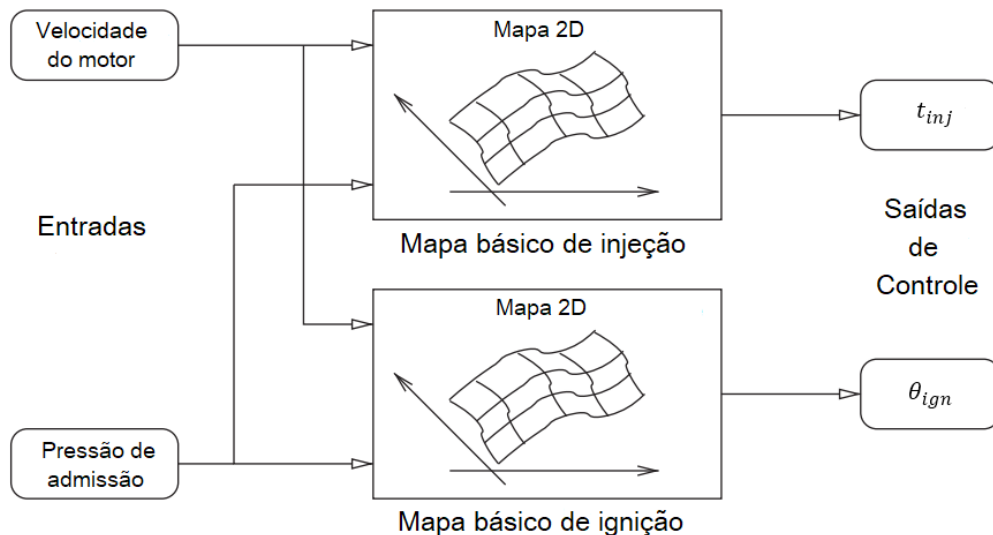 Velocidade
do motor
Mapa 2D
t_inj
Entradas
Mapa básico de injeção
Saídas
de
Controle
Mapa 2D
θ_ign
Pressão de
admissão
Mapa básico de ignição